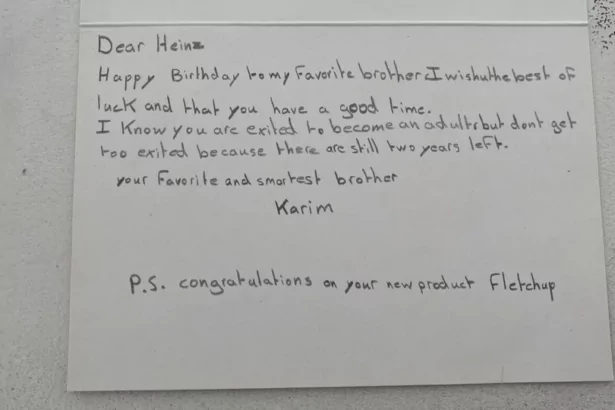 Dear Heinz
Happy Birthday to my Favorite brother. I wish u the best of
luck and that you have a good time.
I Know you are exited to become an adult but dont get
too exited because there are still two years left.
your Favorite and smartest brother
Karim
P.S. congratulations on your new product Fletchup